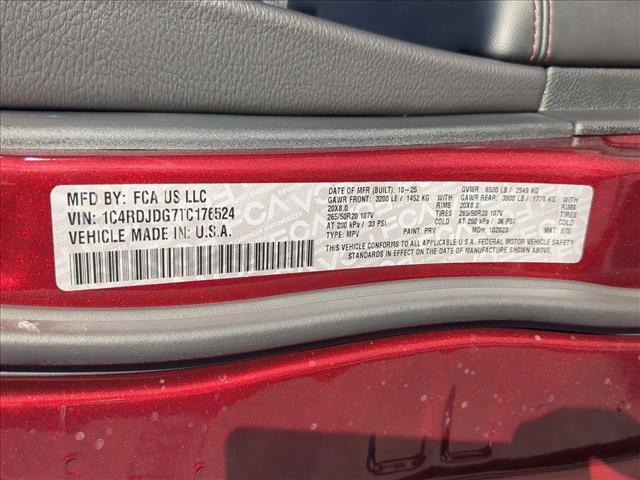 MFD BY: FCA US LLC
VIN: 1C4RDJDG7TC176524
VEHICLE MADE IN: U.S.A.
DATE OF MFR (BUILT): 10-25 GVWR: 6500 LB / 2949 KG
GAWR FRONT: 3200 LB / 1452 KG WITH GAWR REAR: 3900 LB / 1770 KG WITH
20X8.0 RIMS 20X8.0 RIMS
265/50R20 107V TIRES 265/50R20 107V TIRES
AT 230 kPa / 33 PSI COLD AT 250 kPa / 36 PSI COLD
TYPE: MPV PAINT: PRV MDH: 102023 MKT: 875
THIS VEHICLE CONFORMS TO ALL APPLICABLE U.S. FEDERAL MOTOR VEHICLE SAFETY,
STANDARDS IN EFFECT ON THE DATE OF MANUFACTURE SHOWN ABOVE.